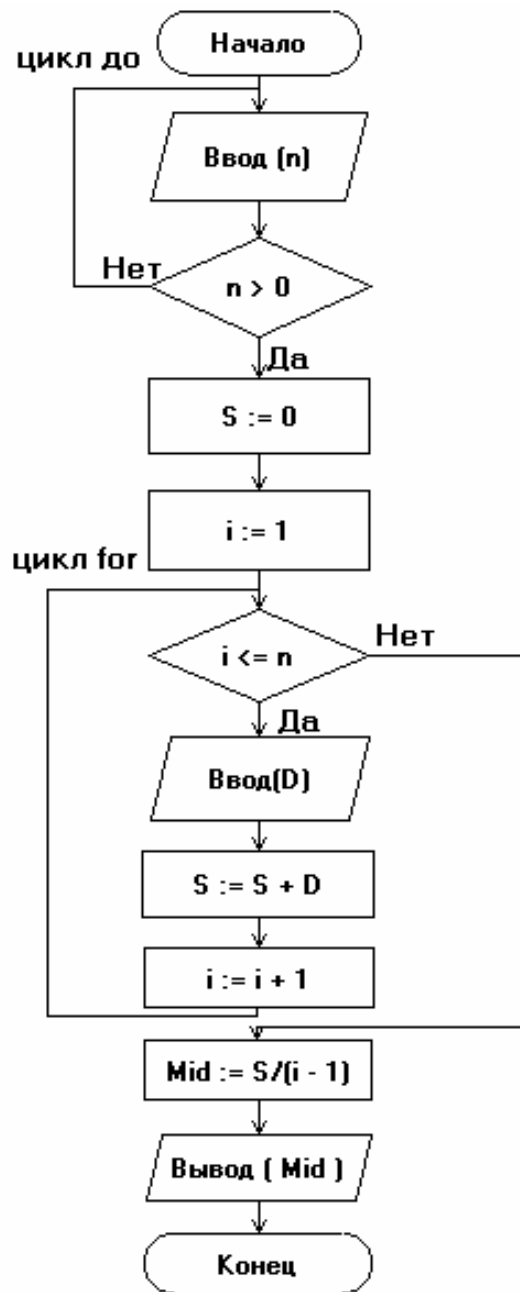 Начало
цикл до
Ввод (n)
Нет
n > 0
Да
S := 0
i := 1
цикл for
Нет
i <= n
Да
Ввод(D)
S := S + D
i := i + 1
Mid := S/(i - 1)
Вывод ( Mid )
Конец